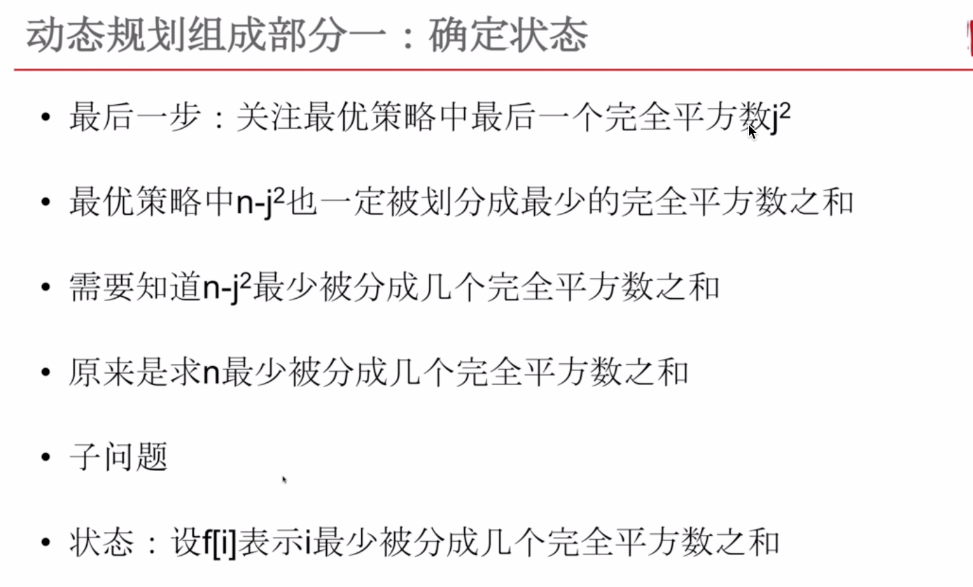 动态规划组成部分一：确定状态
• 最后一步：关注最优策略中最后一个完全平方数j²
• 最优策略中n-j²也一定被划分成最少的完全平方数之和
• 需要知道n-j²最少被分成几个完全平方数之和
• 原来是求n最少被分成几个完全平方数之和
• 子问题
• 状态：设f[i]表示i最少被分成几个完全平方数之和